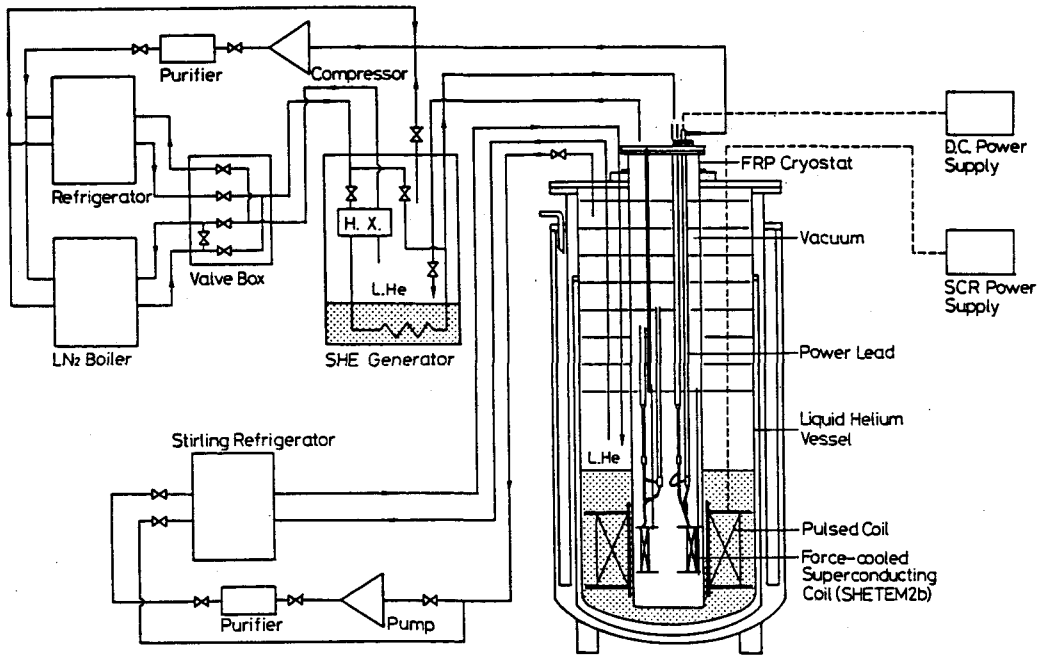 Purifier
Compressor
Refrigerator
Valve Box
LN₂ Boiler
H. X.
L.He
SHE Generator
FRP Cryostat
D.C. Power
Supply
Vacuum
SCR Power
Supply
Power Lead
Liquid Helium
Vessel
L.He
Stirling Refrigerator
Pulsed Coil
Force-cooled
Superconducting
Coil (SHETEM2b)
Purifier
Pump